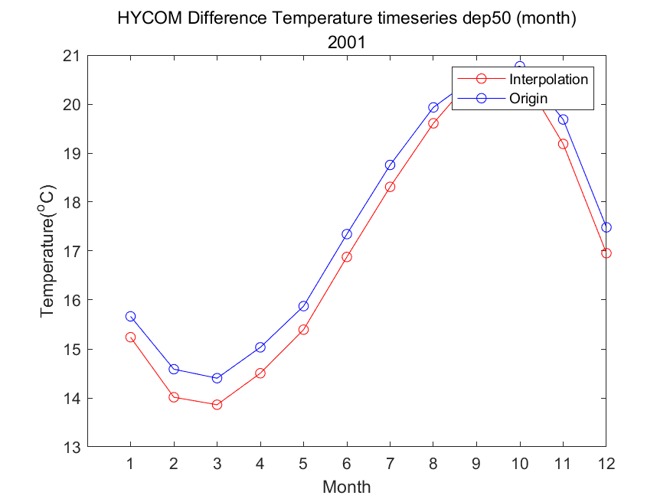 HYCOM Difference Temperature timeseries dep50 (month)
2001
Interpolation
Origin
Temperature(°C)
21
20
19
18
17
16
15
14
13
1 2 3 4 5 6 7 8 9 10 11 12
Month